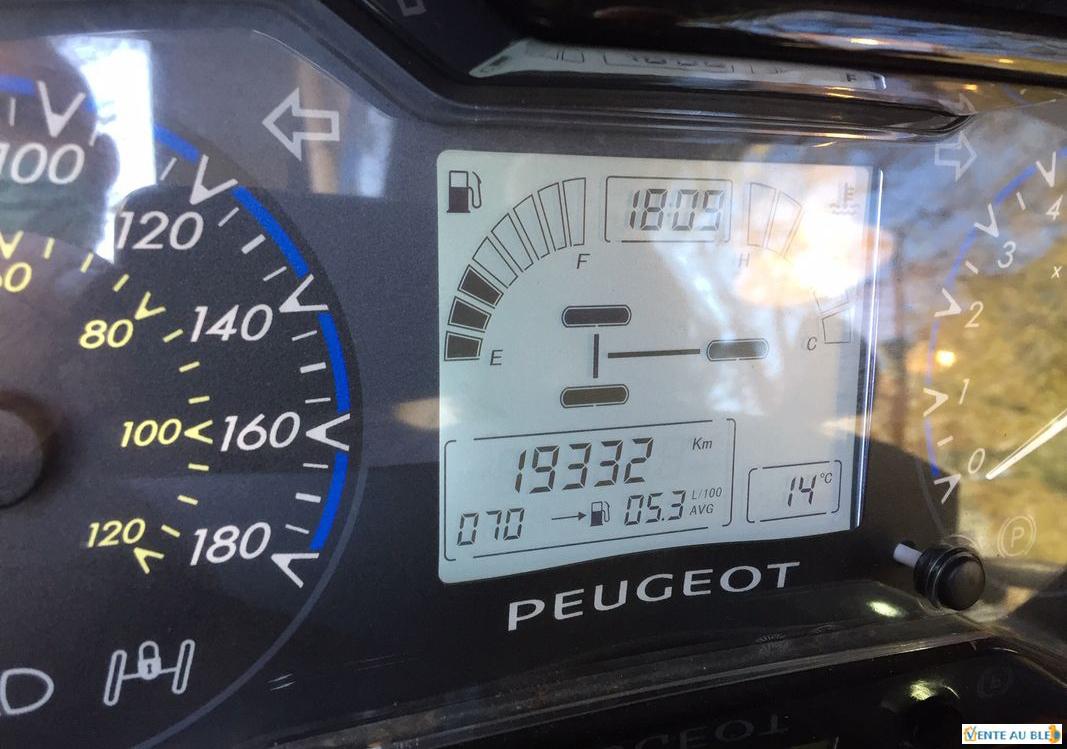 100
120
140
160
180
80
100
120
F
18:05
H
E
C
19332 Km
070 05.3 L/100
AVG
14 °C
PEUGEOT
4
3
x
2
1
0
P
VENTE AU BLE